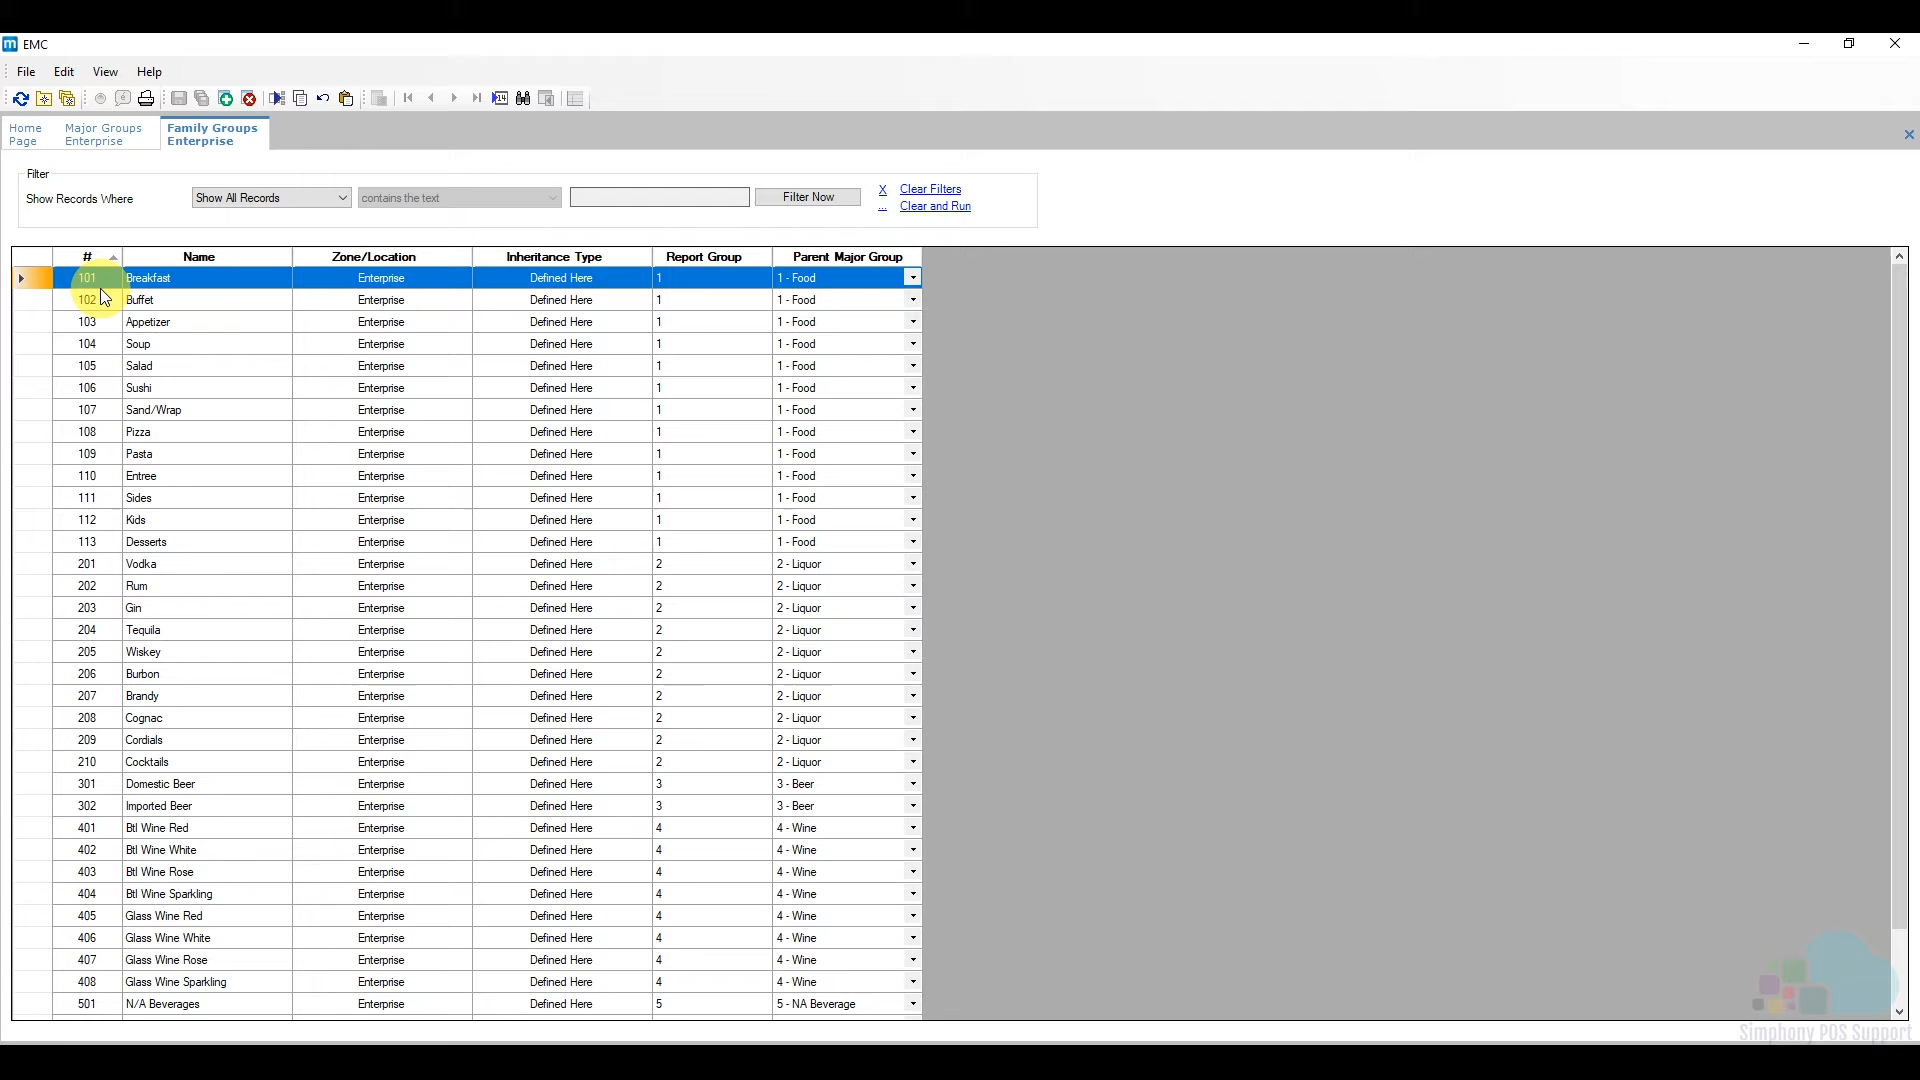 EMC
File Edit View Help
Home Page
Major Groups Enterprise
Family Groups Enterprise
Filter
Show Records Where Show All Records contains the text Filter Now X Clear Filters
... Clear and Run
# Name Zone/Location Inheritance Type Report Group Parent Major Group
101 Breakfast Enterprise Defined Here 1 1 - Food
102 Buffet Enterprise Defined Here 1 1 - Food
103 Appetizer Enterprise Defined Here 1 1 - Food
104 Soup Enterprise Defined Here 1 1 - Food
105 Salad Enterprise Defined Here 1 1 - Food
106 Sushi Enterprise Defined Here 1 1 - Food
107 Sand/Wrap Enterprise Defined Here 1 1 - Food
108 Pizza Enterprise Defined Here 1 1 - Food
109 Pasta Enterprise Defined Here 1 1 - Food
110 Entree Enterprise Defined Here 1 1 - Food
111 Sides Enterprise Defined Here 1 1 - Food
112 Kids Enterprise Defined Here 1 1 - Food
113 Desserts Enterprise Defined Here 1 1 - Food
201 Vodka Enterprise Defined Here 2 2 - Liquor
202 Rum Enterprise Defined Here 2 2 - Liquor
203 Gin Enterprise Defined Here 2 2 - Liquor
204 Tequila Enterprise Defined Here 2 2 - Liquor
205 Wiskey Enterprise Defined Here 2 2 - Liquor
206 Burbon Enterprise Defined Here 2 2 - Liquor
207 Brandy Enterprise Defined Here 2 2 - Liquor
208 Cognac Enterprise Defined Here 2 2 - Liquor
209 Cordials Enterprise Defined Here 2 2 - Liquor
210 Cocktails Enterprise Defined Here 2 2 - Liquor
301 Domestic Beer Enterprise Defined Here 3 3 - Beer
302 Imported Beer Enterprise Defined Here 3 3 - Beer
401 Btl Wine Red Enterprise Defined Here 4 4 - Wine
402 Btl Wine White Enterprise Defined Here 4 4 - Wine
403 Btl Wine Rose Enterprise Defined Here 4 4 - Wine
404 Btl Wine Sparkling Enterprise Defined Here 4 4 - Wine
405 Glass Wine Red Enterprise Defined Here 4 4 - Wine
406 Glass Wine White Enterprise Defined Here 4 4 - Wine
407 Glass Wine Rose Enterprise Defined Here 4 4 - Wine
408 Glass Wine Sparkling Enterprise Defined Here 4 4 - Wine
501 N/A Beverages Enterprise Defined Here 5 5 - NA Beverage
Simphony POS Support